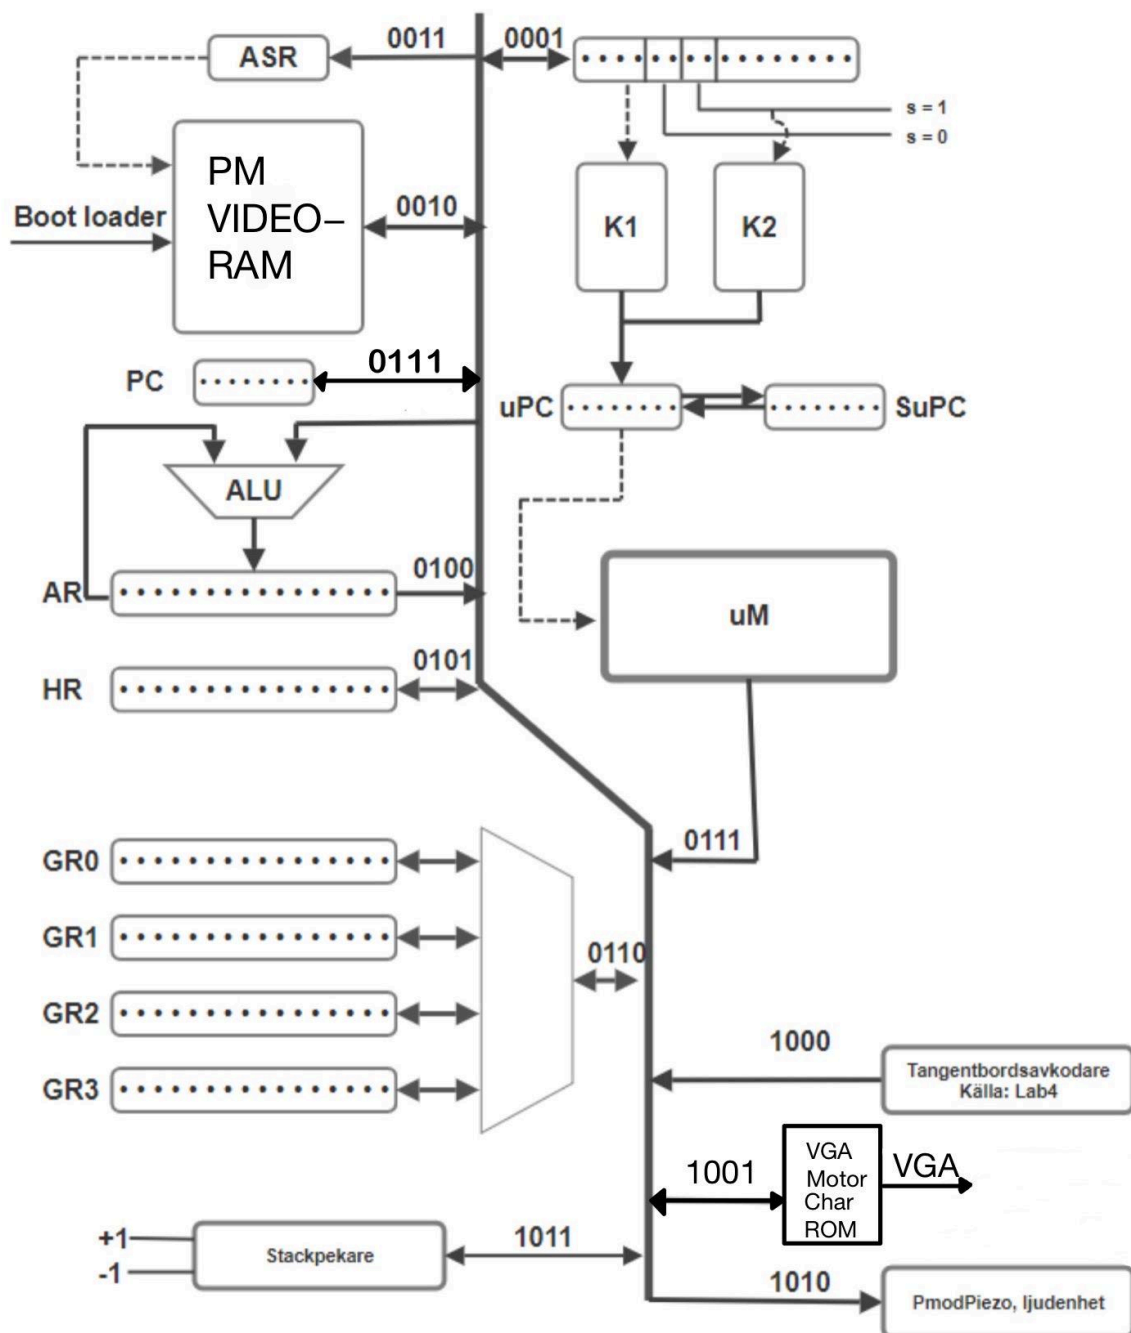 ASR
0011
0001
s = 1
s = 0
PM
VIDEO–
RAM
Boot loader
0010
K1
K2
PC
0111
uPC
SuPC
ALU
AR
0100
uM
HR
0101
0111
GR0
GR1
0110
GR2
GR3
1000
Tangentbordsavkodare
Källa: Lab4
1001
VGA
Motor
Char
ROM
VGA
+1
-1
Stackpekare
1011
1010
PmodPiezo, ljudenhet